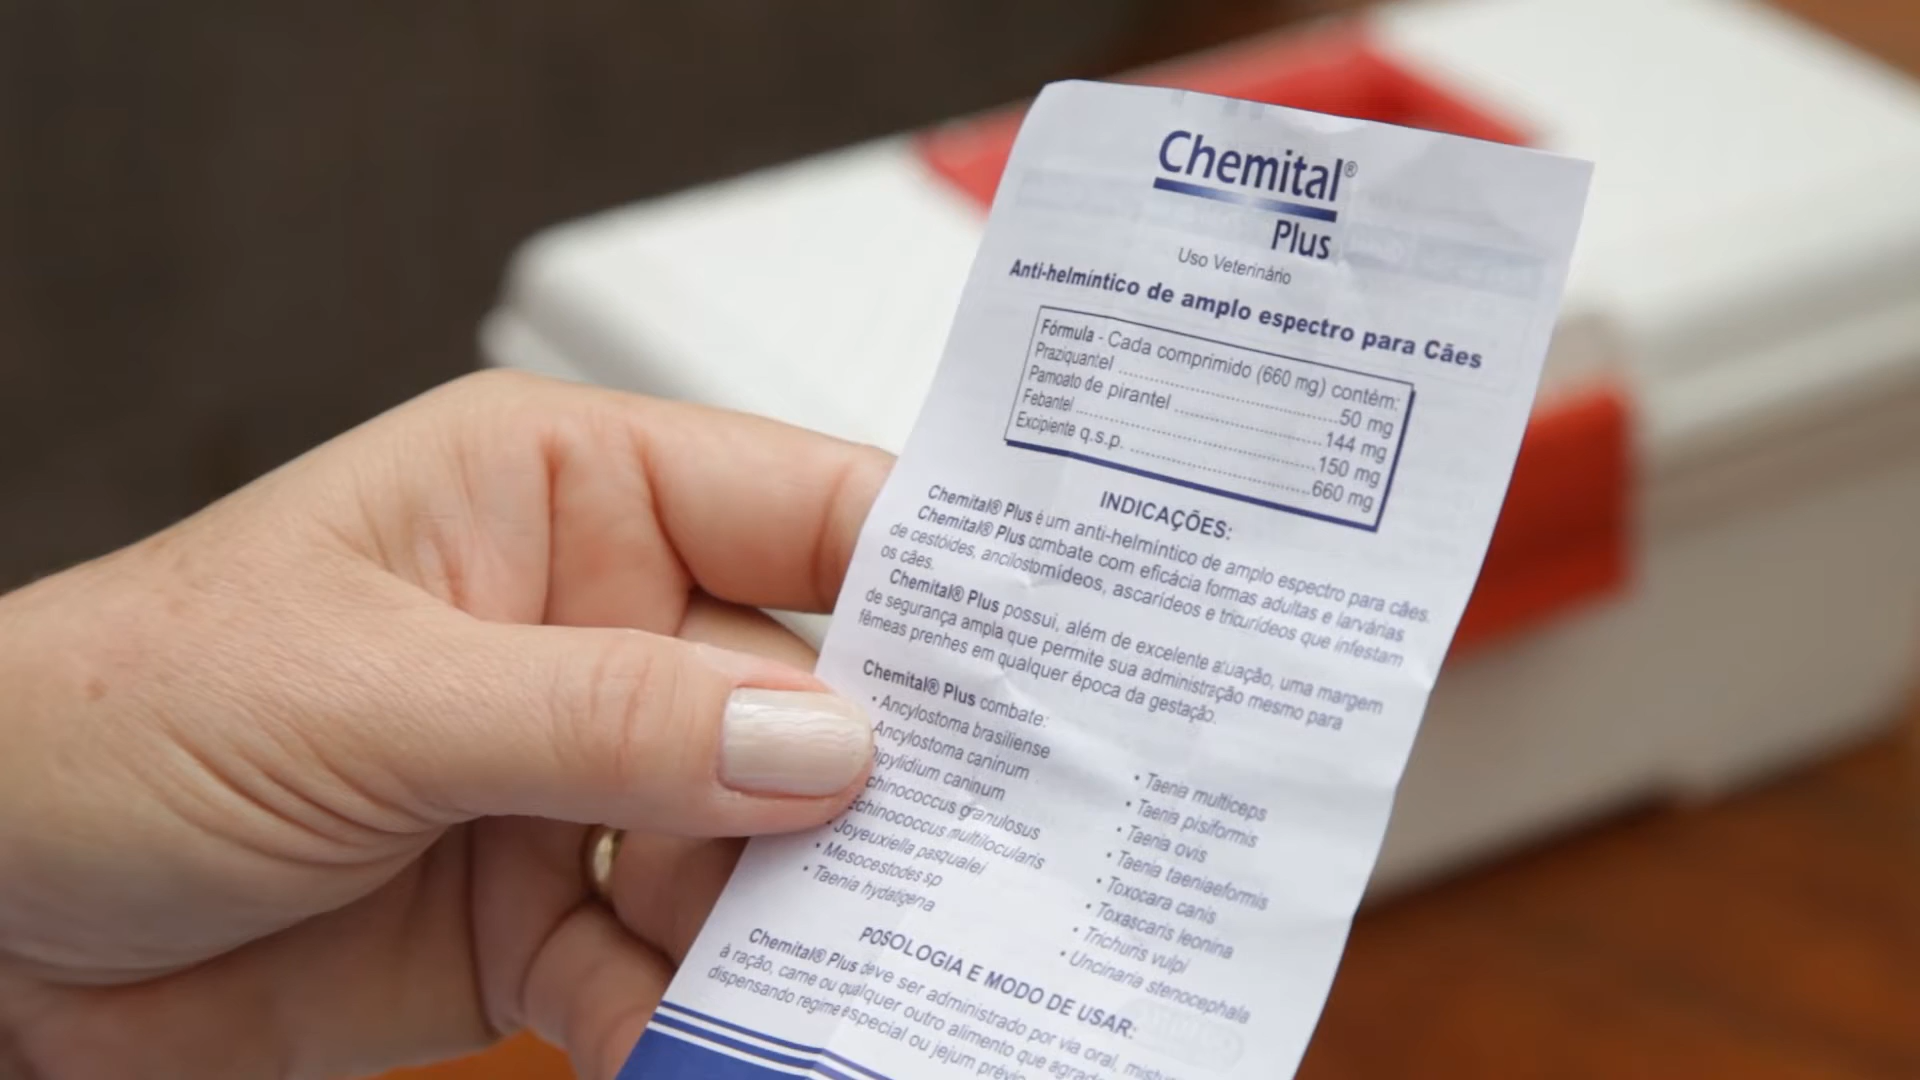 Chemital®
Plus
Uso Veterinário
Anti-helmíntico de amplo espectro para Cães
Fórmula - Cada comprimido (660 mg) contém:
Praziquantel ........................................ 50 mg
Pamoato de pirantel .......................... 144 mg
Febantel ........................................... 150 mg
Excipiente q.s.p. ................................ 660 mg
INDICAÇÕES:
Chemital® Plus é um anti-helmíntico de amplo espectro para cães.
Chemital® Plus combate com eficácia formas adultas e larvárias
de cestóides, ancilostomídeos, ascarídeos e tricurídeos que infestam
os cães.
Chemital® Plus possui, além de excelente atuação, uma margem
de segurança ampla que permite sua administração mesmo para
fêmeas prenhes em qualquer época da gestação.
Chemital® Plus combate:
• Ancylostoma brasiliense
Ancylostoma caninum
Dipylidium caninum
chinococcus granulosus
Echinococcus multilocularis
• Joyeuxiella pasqualei
• Mesocestodes sp
• Taenia hydatigena
• Taenia multiceps
• Taenia pisiformis
• Taenia ovis
• Taenia taeniaeformis
• Toxocara canis
• Toxascaris leonina
• Trichuris vulpi
• Uncinaria stenocephala
POSOLOGIA E MODO DE USAR:
Chemital® Plus deve ser administrado por via oral,
à ração, carne ou qualquer outro alimento que
dispensando regime especial ou jejum